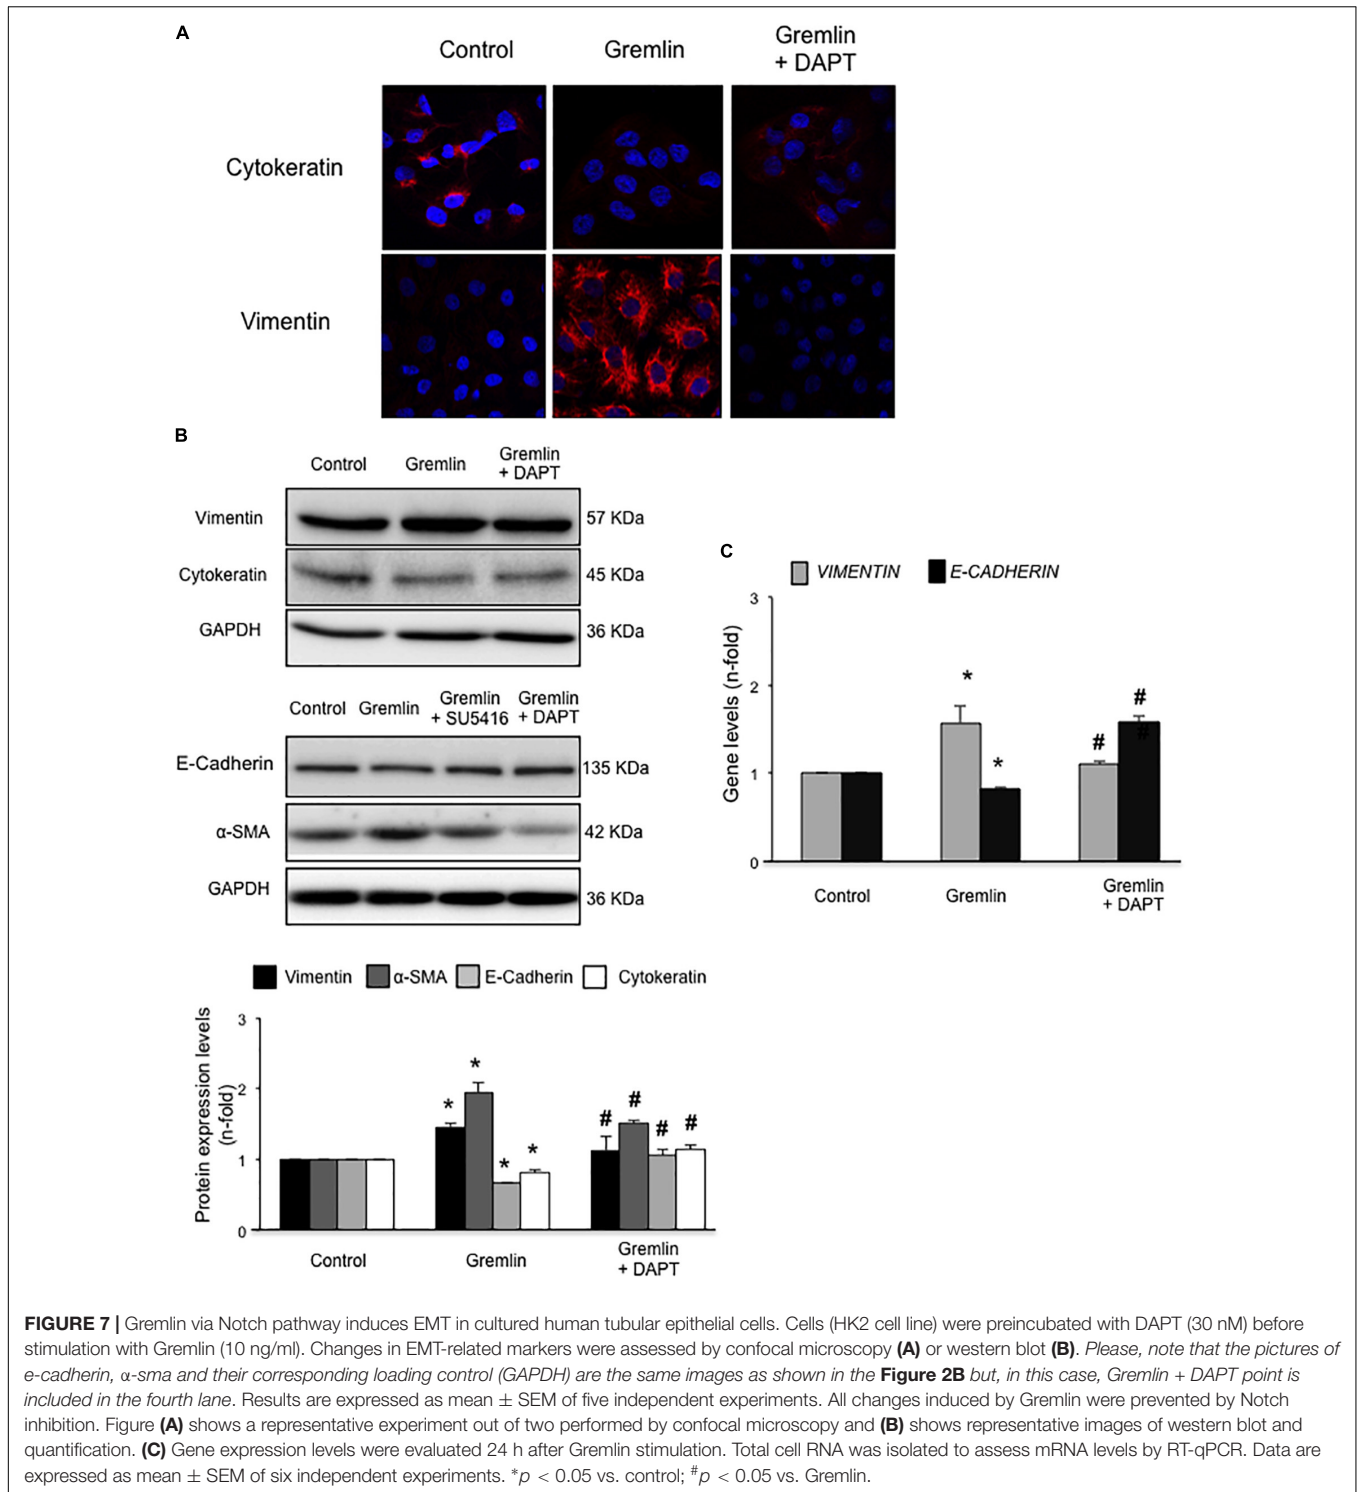 A
Control Gremlin Gremlin
+ DAPT
Cytokeratin
Vimentin
B
Control Gremlin Gremlin
+ DAPT
Vimentin 57 KDa
Cytokeratin 45 KDa
GAPDH 36 KDa
Control Gremlin Gremlin
+ SU5416 Gremlin
+ DAPT
E-Cadherin 135 KDa
α-SMA 42 KDa
GAPDH 36 KDa
Vimentin α-SMA E-Cadherin Cytokeratin
Protein expression levels
(n-fold)
3
2
1
0
* * * *
# # # #
Control Gremlin Gremlin
+ DAPT
C
VIMENTIN E-CADHERIN
Gene levels (n-fold)
3
2
1
0
* *
# #
#
Control Gremlin Gremlin
+ DAPT
FIGURE 7 | Gremlin via Notch pathway induces EMT in cultured human tubular epithelial cells. Cells (HK2 cell line) were preincubated with DAPT (30 nM) before
stimulation with Gremlin (10 ng/ml). Changes in EMT-related markers were assessed by confocal microscopy (A) or western blot (B). Please, note that the pictures of
e-cadherin, α-sma and their corresponding loading control (GAPDH) are the same images as shown in the Figure 2B but, in this case, Gremlin + DAPT point is
included in the fourth lane. Results are expressed as mean ± SEM of five independent experiments. All changes induced by Gremlin were prevented by Notch
inhibition. Figure (A) shows a representative experiment out of two performed by confocal microscopy and (B) shows representative images of western blot and
quantification. (C) Gene expression levels were evaluated 24 h after Gremlin stimulation. Total cell RNA was isolated to assess mRNA levels by RT-qPCR. Data are
expressed as mean ± SEM of six independent experiments. *p < 0.05 vs. control; #p < 0.05 vs. Gremlin.